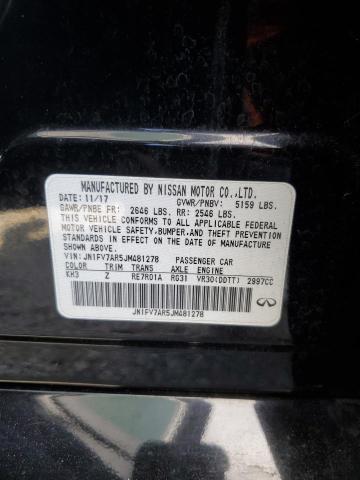 MANUFACTURED BY NISSAN MOTOR CO.,LTD.
DATE: 11/17 GVWR/PNBV: 5159 LBS.
GAWR/PNBE FR: 2646 LBS. RR: 2546 LBS.
THIS VEHICLE CONFORMS TO ALL APPLICABLE FEDERAL
MOTOR VEHICLE SAFETY,BUMPER,AND THEFT
PREVENTION STANDARDS IN EFFECT ON THE DATE OF MANUFACTURE
SHOWN ABOVE.
VIN: JN1FV7AR5JM481278 PASSENGER CAR
COLOR TRIM TRANS AXLE ENGINE
KH3 Z RE7R01A RG31 VR30(DDTT) 2997CC
JN1FV7AR5JM481278